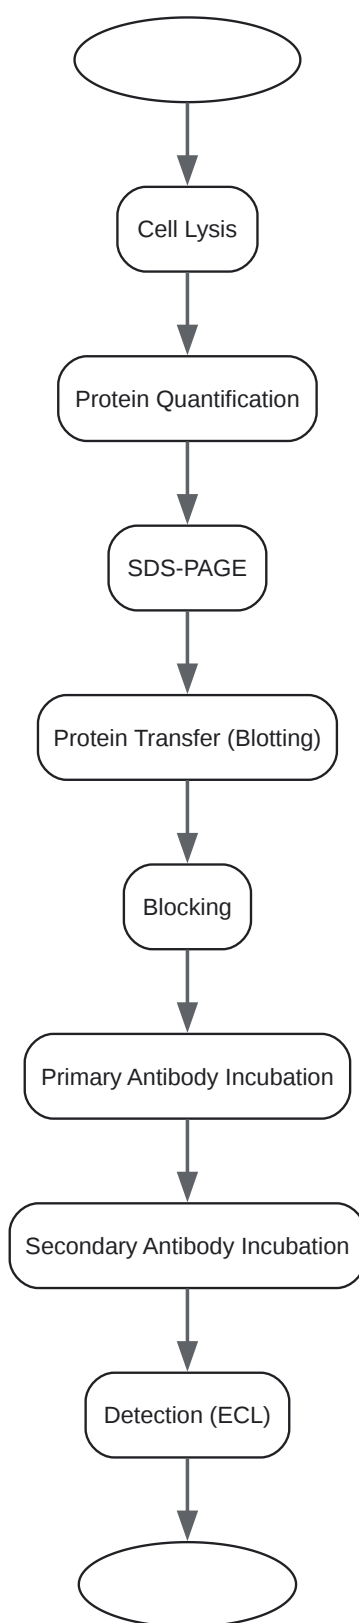 Cell Lysis
Protein Quantification
SDS-PAGE
Protein Transfer (Blotting)
Blocking
Primary Antibody Incubation
Secondary Antibody Incubation
Detection (ECL)